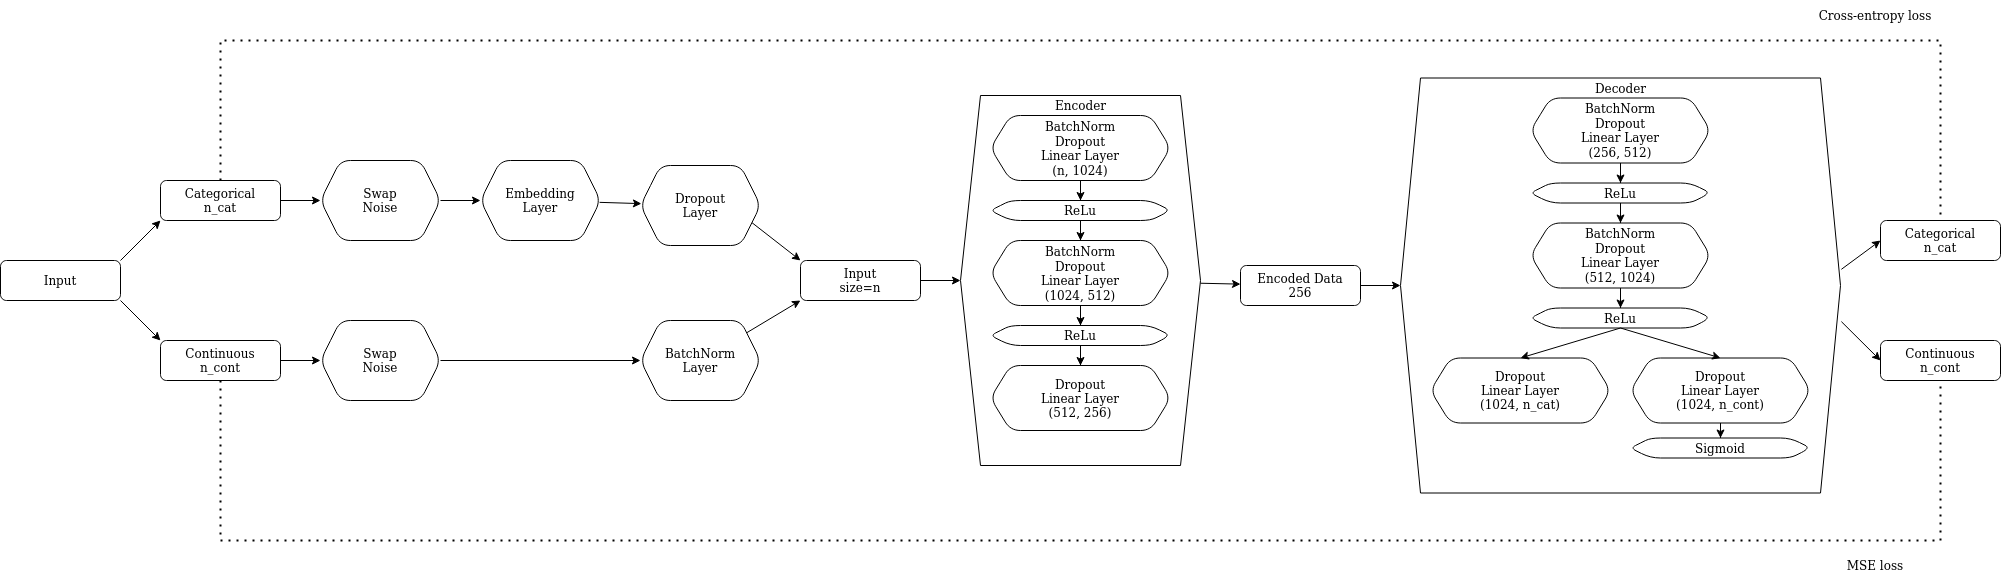 Cross-entropy loss
Input
Categorical
n_cat
Swap
Noise
Embedding
Layer
Dropout
Layer
Continuous
n_cont
Swap
Noise
BatchNorm
Layer
Input
size=n
Encoder
BatchNorm
Dropout
Linear Layer
(n, 1024)
ReLu
BatchNorm
Dropout
Linear Layer
(1024, 512)
ReLu
Dropout
Linear Layer
(512, 256)
Encoded Data
256
Decoder
BatchNorm
Dropout
Linear Layer
(256, 512)
ReLu
BatchNorm
Dropout
Linear Layer
(512, 1024)
ReLu
Dropout
Linear Layer
(1024, n_cat)
Dropout
Linear Layer
(1024, n_cont)
Sigmoid
Categorical
n_cat
Continuous
n_cont
MSE loss